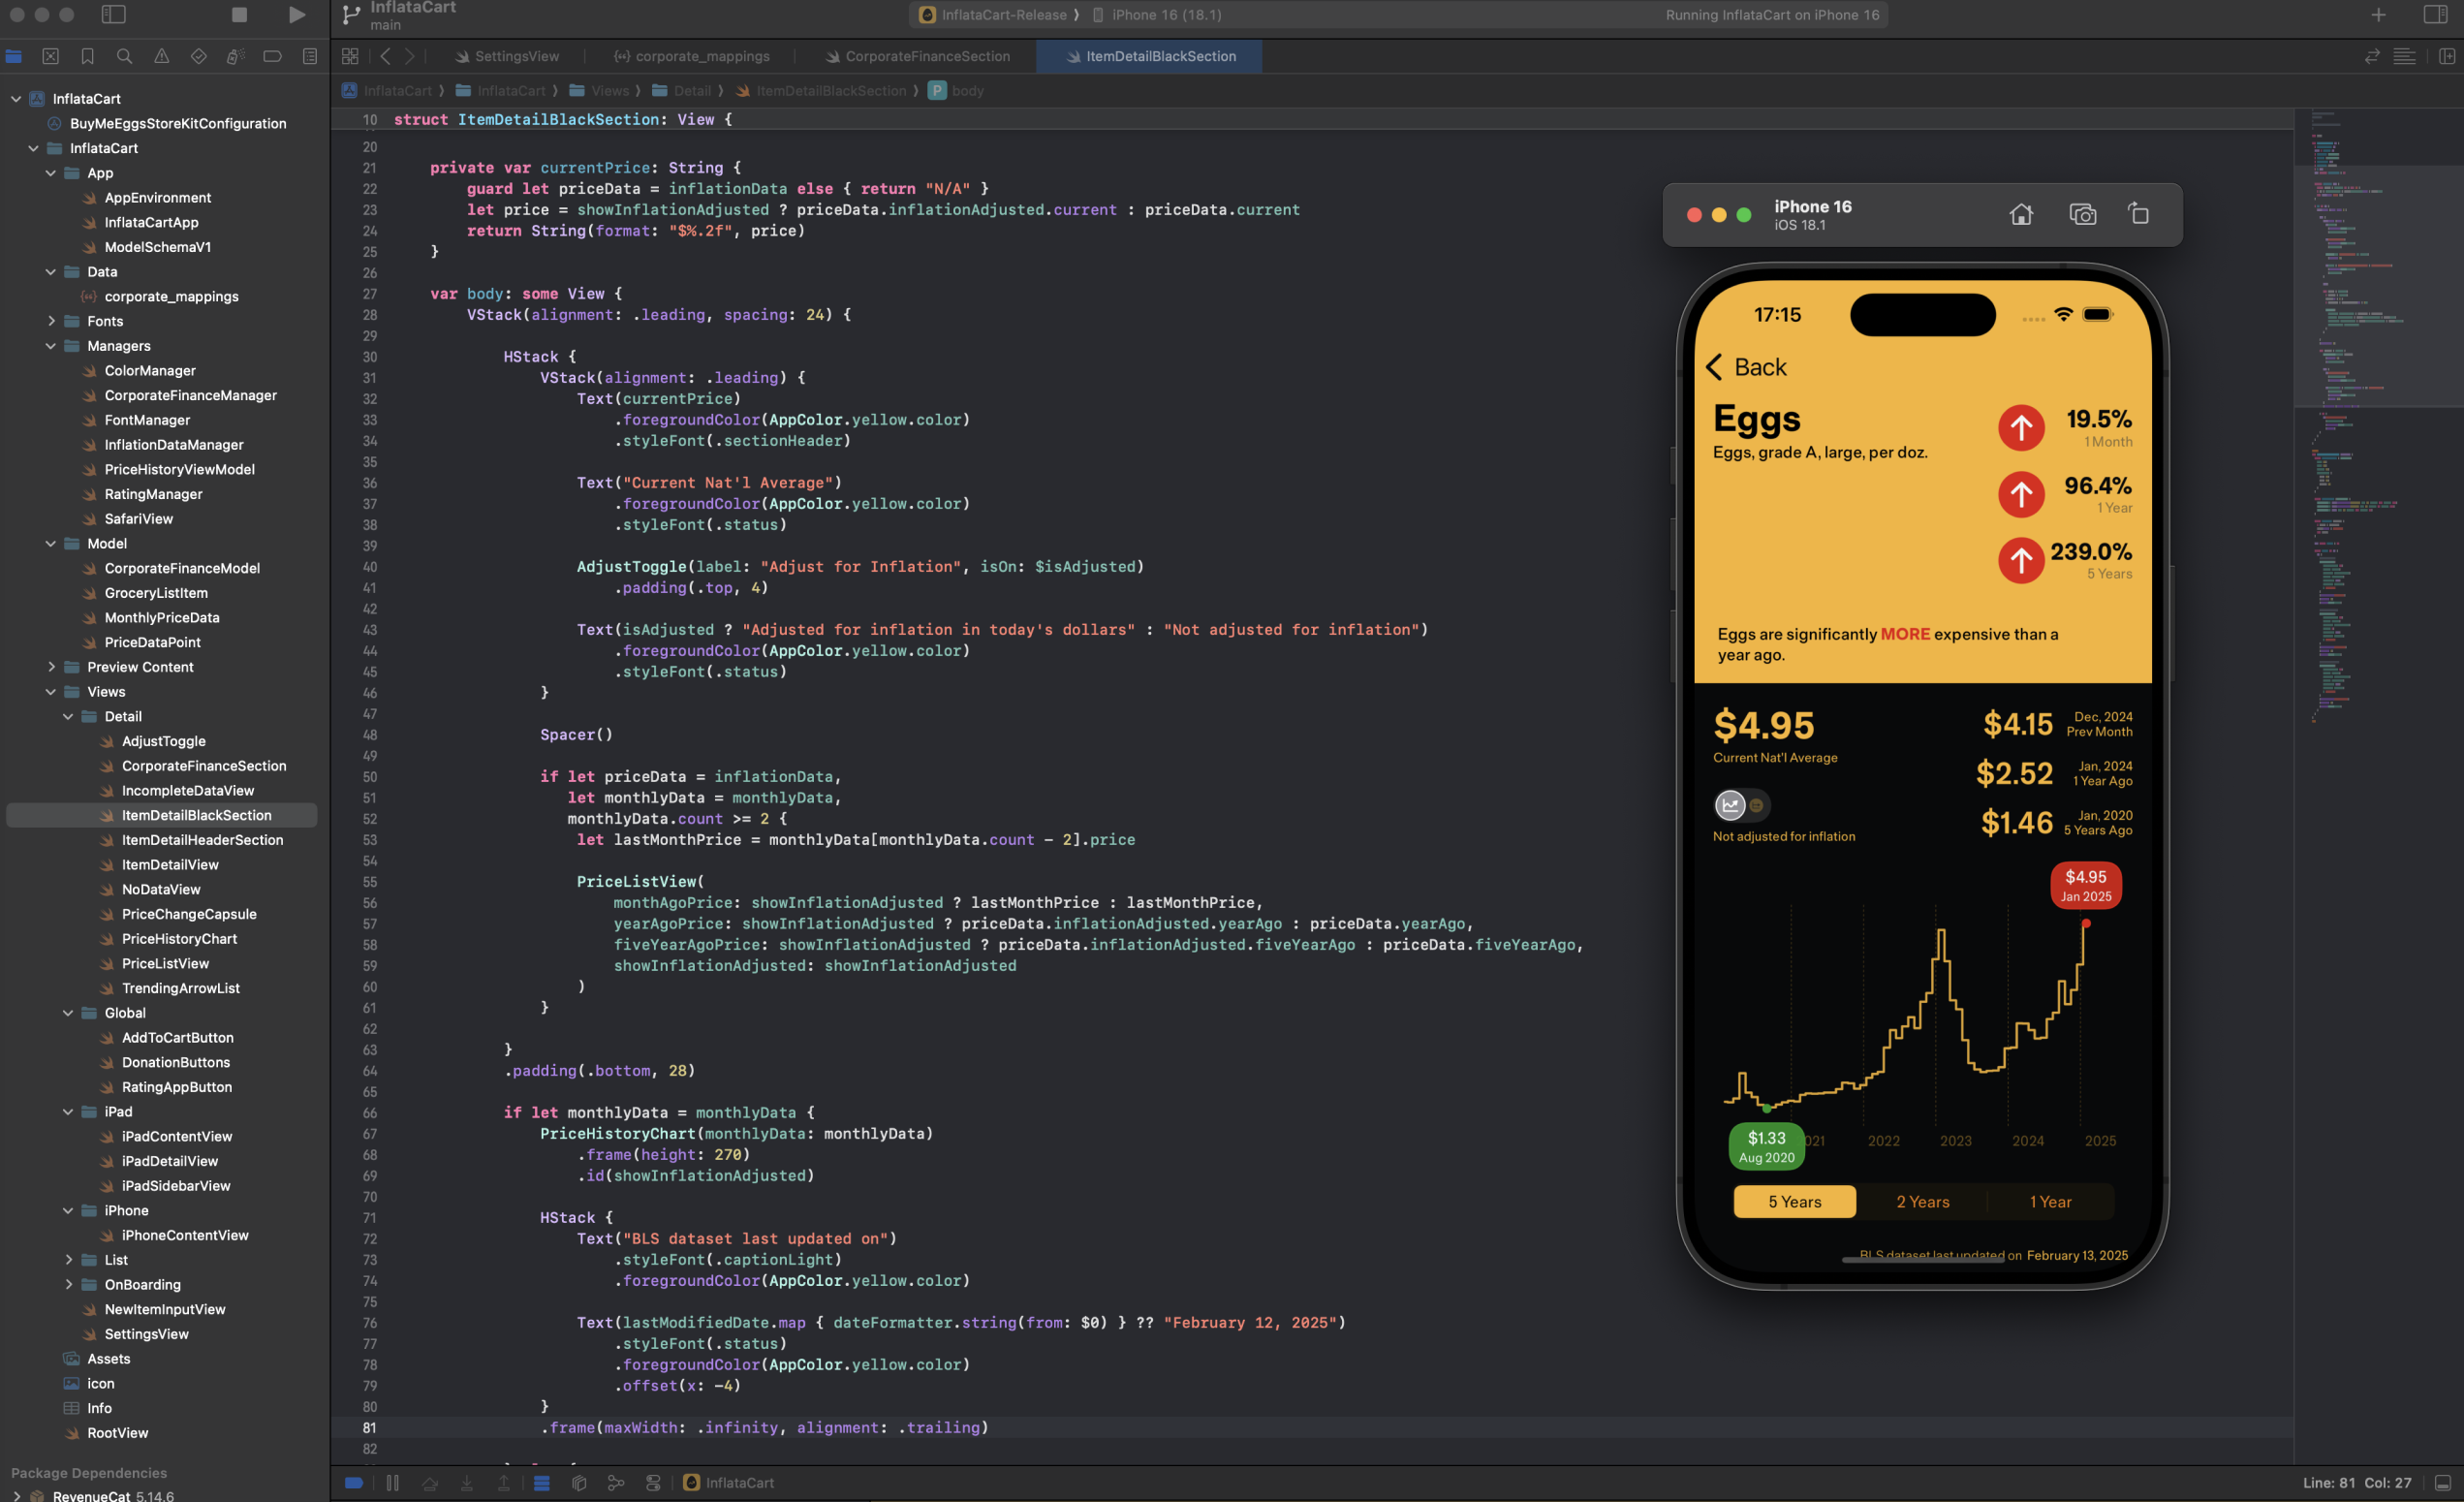 InflataCart
main
InflataCart-Release
iPhone 16 (18.1)
Running InflataCart on iPhone 16
SettingsView
corporate_mappings
CorporateFinanceSection
ItemDetailBlackSection
InflataCart
InflataCart
Views
Detail
ItemDetailBlackSection
P
body
InflataCart
BuyMeEggsStoreKitConfiguration
InflataCart
App
AppEnvironment
InflataCartApp
ModelSchemaV1
Data
corporate_mappings
Fonts
Managers
ColorManager
CorporateFinanceManager
FontManager
InflationDataManager
PriceHistoryViewModel
RatingManager
SafariView
Model
CorporateFinanceModel
GroceryListItem
MonthlyPriceData
PriceDataPoint
Preview Content
Views
Detail
AdjustToggle
CorporateFinanceSection
IncompleteDataView
ItemDetailBlackSection
ItemDetailHeaderSection
ItemDetailView
NoDataView
PriceChangeCapsule
PriceHistoryChart
PriceListView
TrendingArrowList
Global
AddToCartButton
DonationButtons
RatingAppButton
iPad
iPadContentView
iPadDetailView
iPadSidebarView
iPhone
iPhoneContentView
List
OnBoarding
NewItemInputView
SettingsView
Assets
icon
Info
RootView
Package Dependencies
RevenueCat 5.14.6
10 struct ItemDetailBlackSection: View {
20
21 private var currentPrice: String {
22 guard let priceData = inflationData else { return "N/A" }
23 let price = showInflationAdjusted ? priceData.inflationAdjusted.current : priceData.current
24 return String(format: "$%.2f", price)
25 }
26
27 var body: some View {
28 VStack(alignment: .leading, spacing: 24) {
29
30 HStack {
31 VStack(alignment: .leading) {
32 Text(currentPrice)
33 .foregroundColor(AppColor.yellow.color)
34 .styleFont(.sectionHeader)
35
36 Text("Current Nat'l Average")
37 .foregroundColor(AppColor.yellow.color)
38 .styleFont(.status)
39
40 AdjustToggle(label: "Adjust for Inflation", isOn: $isAdjusted)
41 .padding(.top, 4)
42
43 Text(isAdjusted ? "Adjusted for inflation in today's dollars" : "Not adjusted for inflation")
44 .foregroundColor(AppColor.yellow.color)
45 .styleFont(.status)
46 }
47
48 Spacer()
49
50 if let priceData = inflationData,
51 let monthlyData = monthlyData,
52 monthlyData.count >= 2 {
53 let lastMonthPrice = monthlyData[monthlyData.count - 2].price
54
55 PriceListView(
56 monthAgoPrice: showInflationAdjusted ? lastMonthPrice : lastMonthPrice,
57 yearAgoPrice: showInflationAdjusted ? priceData.inflationAdjusted.yearAgo : priceData.yearAgo,
58 fiveYearAgoPrice: showInflationAdjusted ? priceData.inflationAdjusted.fiveYearAgo : priceData.fiveYearAgo,
59 showInflationAdjusted: showInflationAdjusted
60 )
61 }
62
63 }
64 .padding(.bottom, 28)
65
66 if let monthlyData = monthlyData {
67 PriceHistoryChart(monthlyData: monthlyData)
68 .frame(height: 270)
69 .id(showInflationAdjusted)
70
71 HStack {
72 Text("BLS dataset last updated on")
73 .styleFont(.captionLight)
74 .foregroundColor(AppColor.yellow.color)
75
76 Text(lastModifiedDate.map { dateFormatter.string(from: $0) } ?? "February 12, 2025")
77 .styleFont(.status)
78 .foregroundColor(AppColor.yellow.color)
79 .offset(x: -4)
80 }
81 .frame(maxWidth: .infinity, alignment: .trailing)
82
iPhone 16
iOS 18.1
17:15
Back
Eggs
Eggs, grade A, large, per doz.
19.5%
1 Month
96.4%
1 Year
239.0%
5 Years
Eggs are significantly MORE expensive than a
year ago.
$4.95
Current Nat'l Average
Not adjusted for inflation
$4.15 Dec, 2024
Prev Month
$2.52 Jan, 2024
1 Year Ago
$1.46 Jan, 2020
5 Years Ago
$4.95
Jan 2025
$1.33
Aug 2020
021 2022 2023 2024 2025
5 Years 2 Years 1 Year
BLS dataset last updated on February 13, 2025
InflataCart
Line: 81 Col: 27